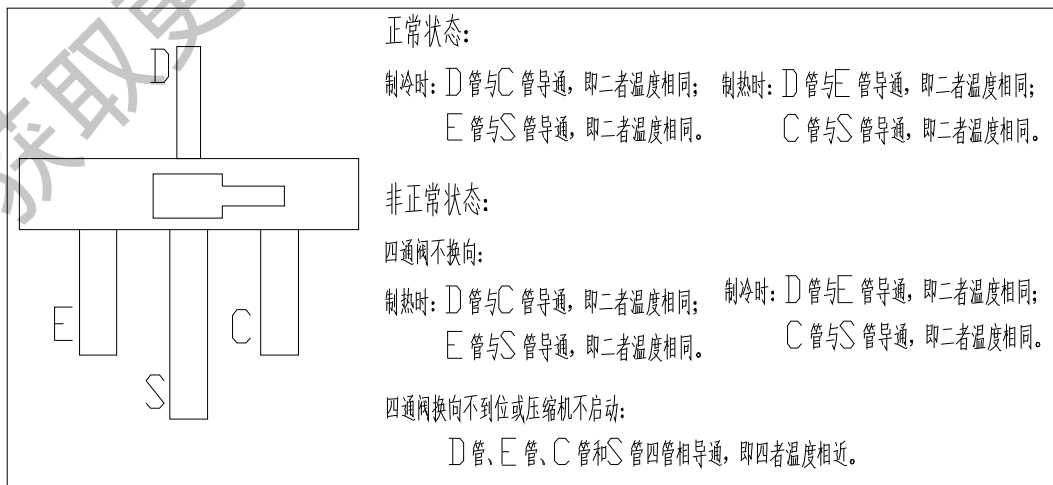 获取更
D
E
C
S
正常状态：
制冷时：D管与C管导通，即二者温度相同； 制热时：D管与E管导通，即二者温度相同；
E管与S管导通，即二者温度相同。 C管与S管导通，即二者温度相同。
非正常状态：
四通阀不换向：
制热时：D管与C管导通，即二者温度相同； 制冷时：D管与E管导通，即二者温度相同；
E管与S管导通，即二者温度相同。 C管与S管导通，即二者温度相同。
四通阀换向不到位或压缩机不启动：
D管、E管、C管和S管四管相导通，即四者温度相近。